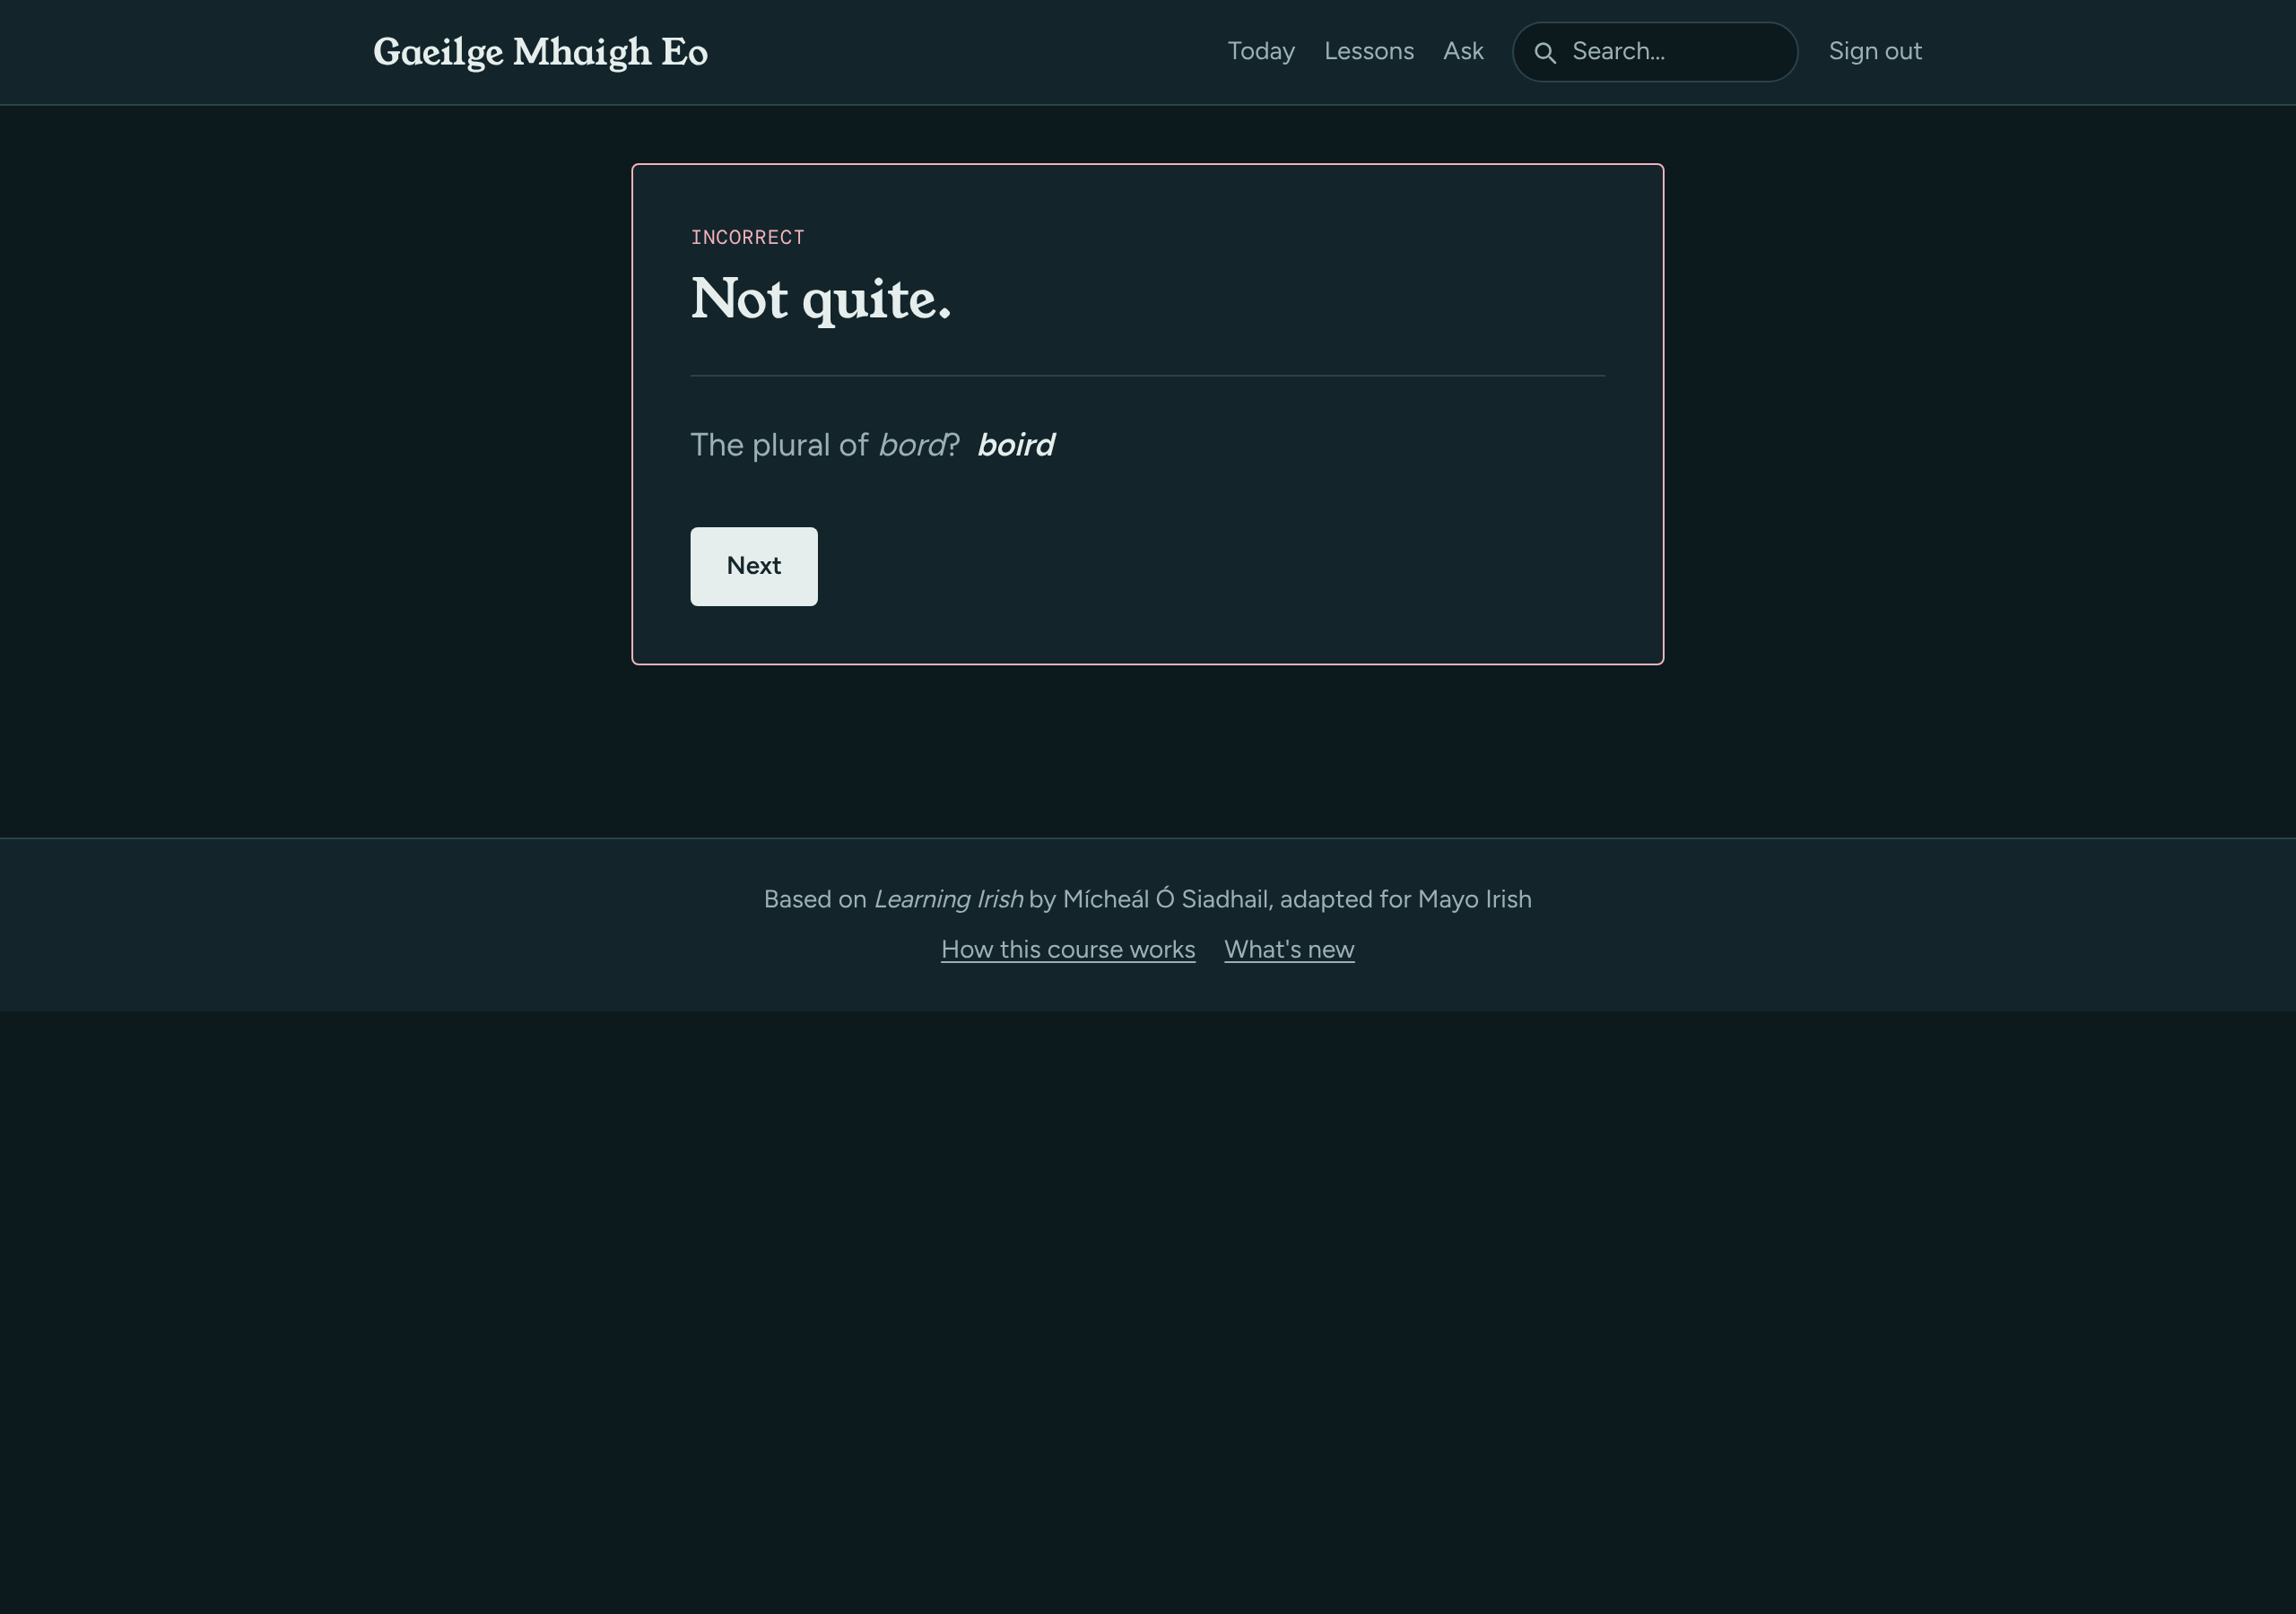 Gaeilge Mhaigh Eo
Today Lessons Ask Search... Sign out
INCORRECT
Not quite.
The plural of bord? boird
Next
Based on Learning Irish by Mícheál Ó Siadhail, adapted for Mayo Irish
How this course works What's new